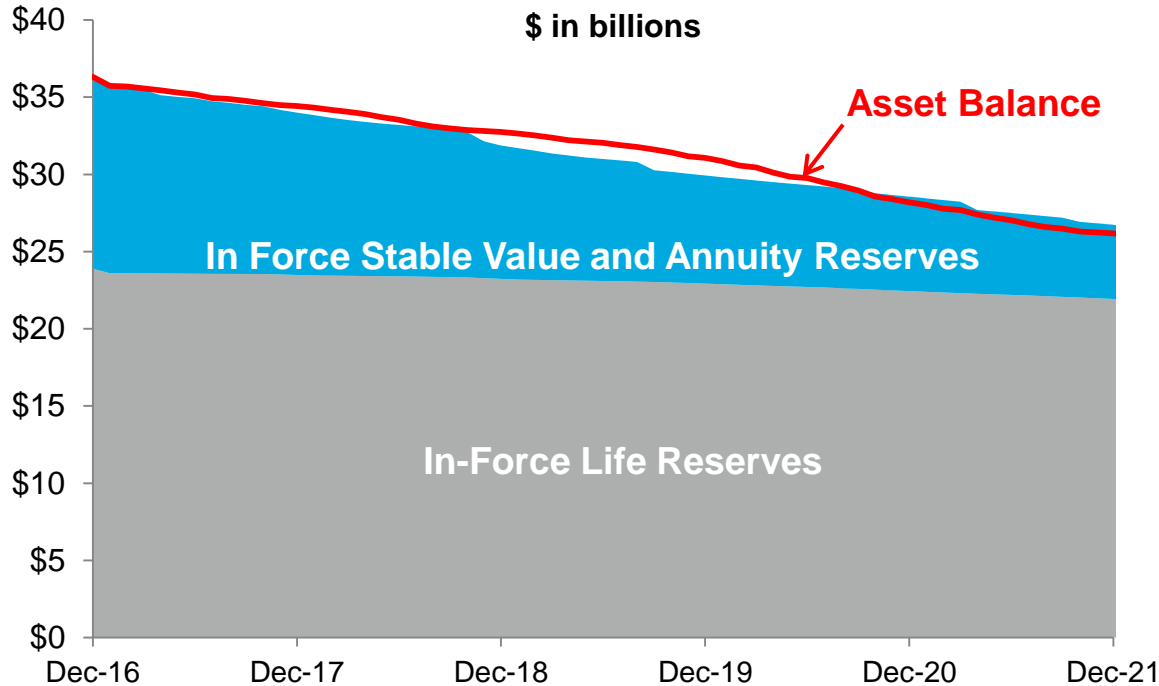 $ in billions
$40
$35
$30
$25
$20
$15
$10
$5
$0
Asset Balance
In Force Stable Value and Annuity Reserves
In-Force Life Reserves
Dec-16 Dec-17 Dec-18 Dec-19 Dec-20 Dec-21